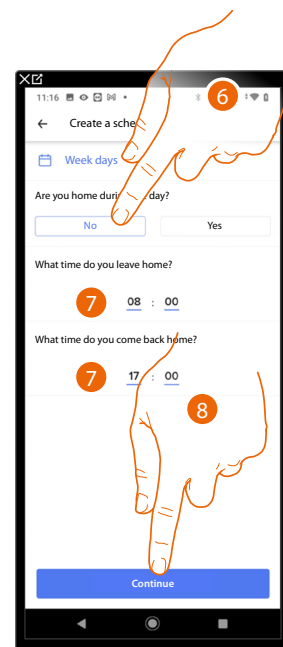 6
11:16
Create a sche
Week days
Are you home during day?
No Yes
What time do you leave home?
7 08 : 00
What time do you come back home?
7 17 : 00
8
Continue